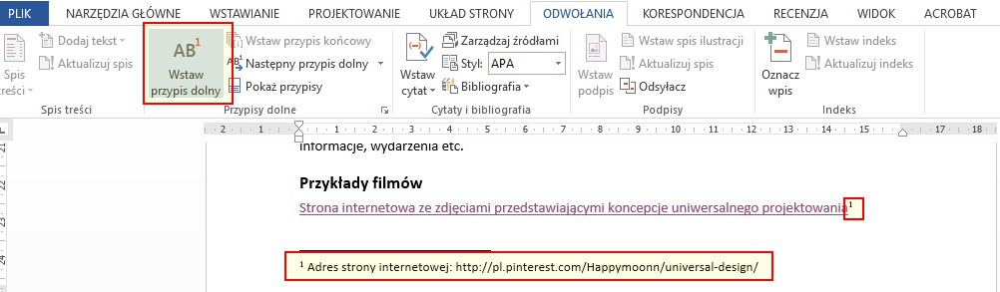 PLIK NARZĘDZIA GŁÓWNE WSTAWIANIE PROJEKTOWANIE UKŁAD STRONY ODWOŁANIA KORESPONDENCJA RECENZJA WIDOK ACROBAT
Spis treści
Dodaj tekst
Aktualizuj spis
Spis treści
AB1
Wstaw przypis dolny
Wstaw przypis końcowy
AB1 Następny przypis dolny
Pokaż przypisy
Przypisy dolne
Wstaw cytat
Zarządzaj źródłami
Styl: APA
Bibliografia
Cytaty i bibliografia
Wstaw podpis
Wstaw spis ilustracji
Aktualizuj spis
Odsyłacz
Podpisy
Oznacz wpis
Wstaw indeks
Aktualizuj indeks
Indeks
2 1 1 2 3 4 5 6 7 8 9 10 11 12 13 14 15 17 18
21
22
23
24
informacje, wydarzenia etc.
Przykłady filmów
Strona internetowa ze zdjęciami przedstawiającymi koncepcje uniwersalnego projektowania1
1 Adres strony internetowej: http://pl.pinterest.com/Happymoonn/universal-design/